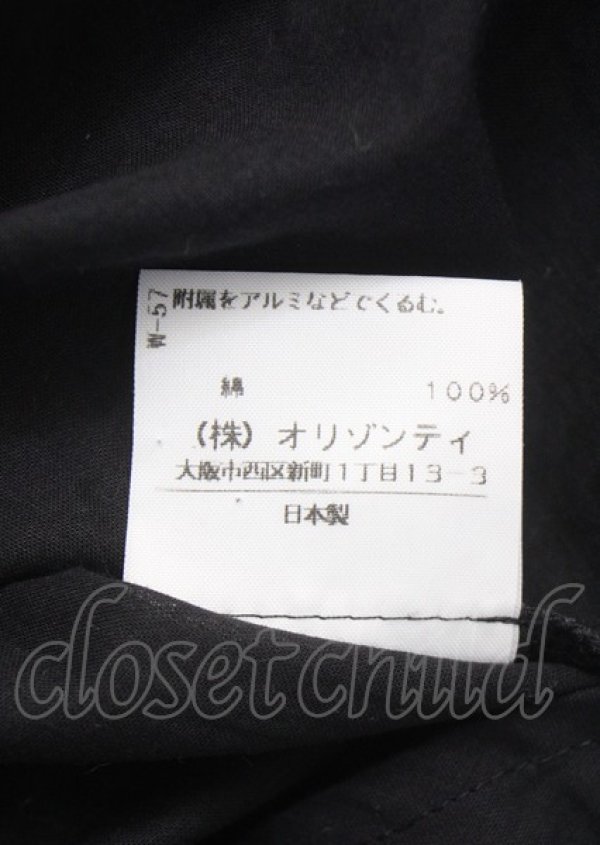 W-57
附属をアルミなどでくるむ。
綿 100%
(株) オリゾンティ
大阪市西区新町1丁目13-3
日本製
closet child